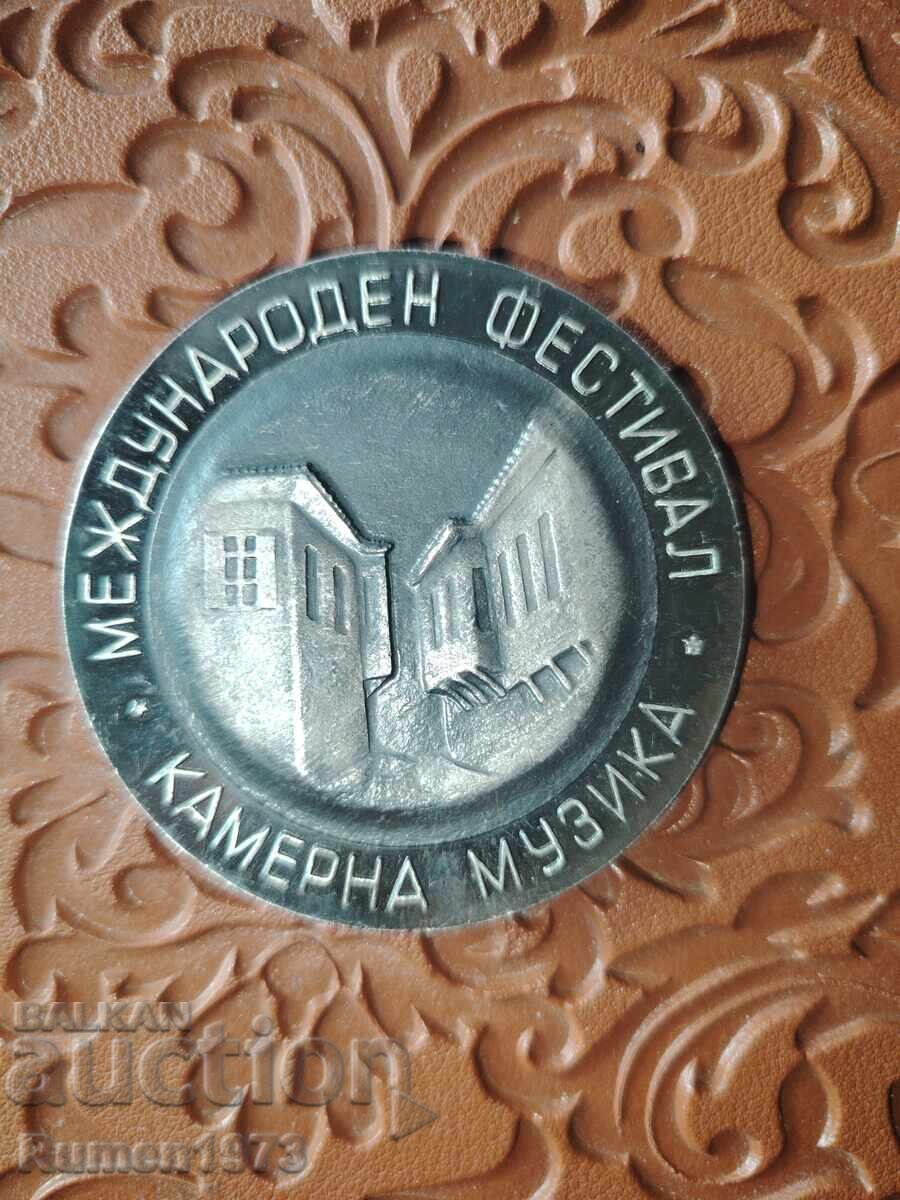 МЕЖДУНАРОДЕН ФЕСТИВАЛ
КАМЕРНА МУЗИКА
BALKAN
auction
Rumen1973